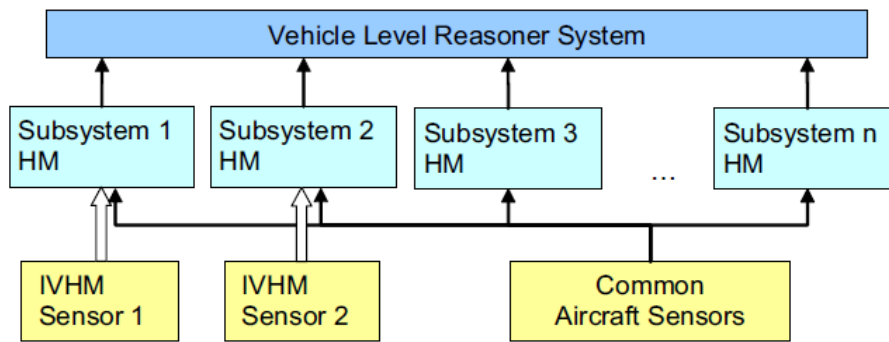 Vehicle Level Reasoner System
Subsystem 1
HM
Subsystem 2
HM
Subsystem 3
HM
...
Subsystem n
HM
IVHM
Sensor 1
IVHM
Sensor 2
Common
Aircraft Sensors